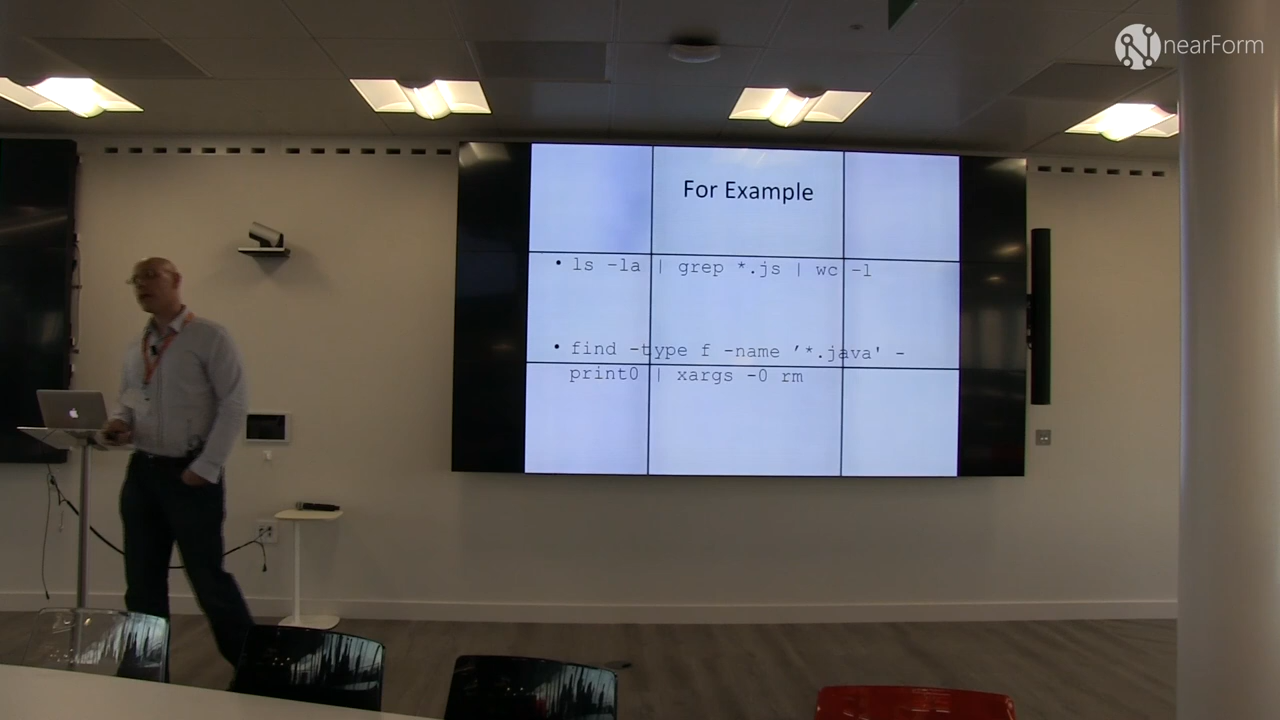 nearForm
For Example
• ls -la | grep *.js | wc -l
• find -type f -name '*.java' -
print0 | xargs -0 rm